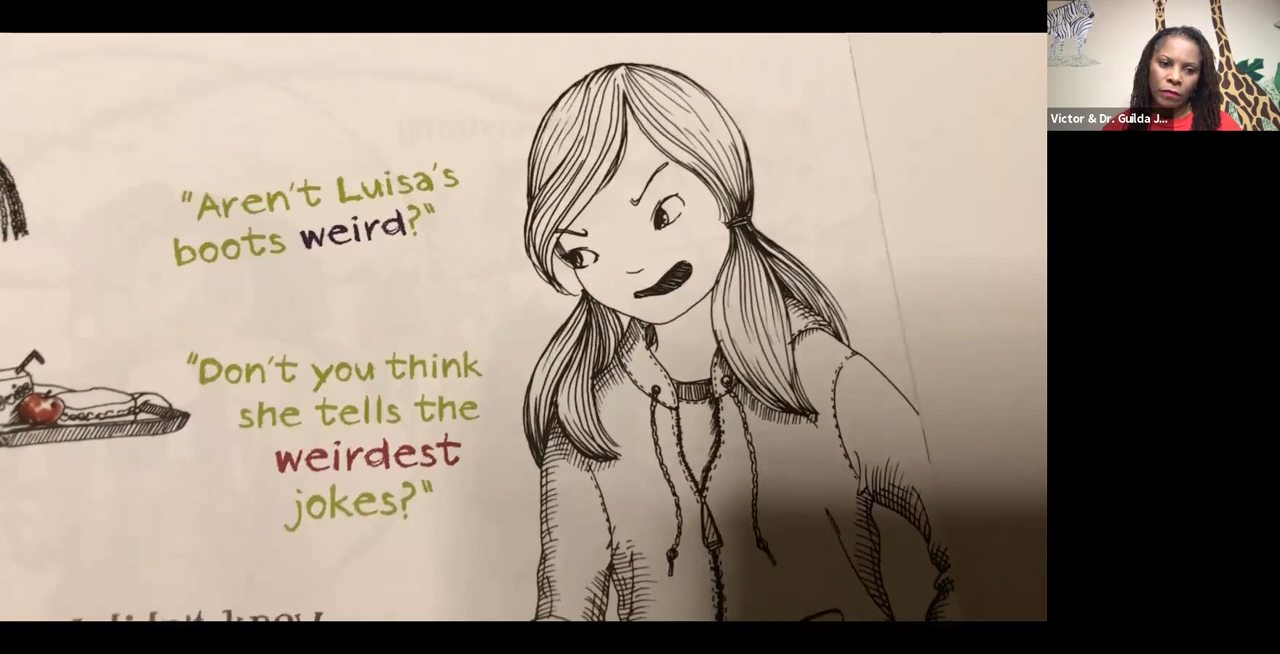 "Aren't Luisa's
boots weird?"
"Don't you think
she tells the
weirdest
jokes?"
Victor & Dr. Guilda J...